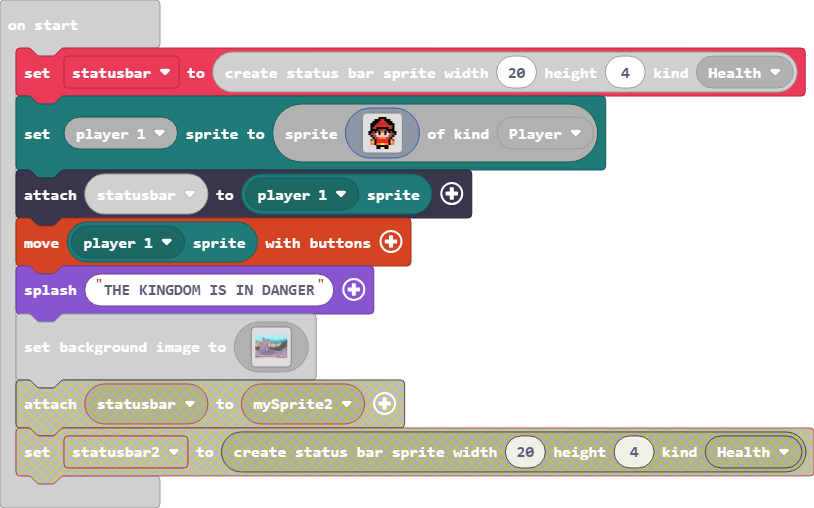 on start
set statusbar to create status bar sprite width 20 height 4 kind Health
set player 1 sprite to sprite of kind Player
attach statusbar to player 1 sprite
move player 1 sprite with buttons
splash "THE KINGDOM IS IN DANGER"
set background image to
attach statusbar to mySprite2
set statusbar2 to create status bar sprite width 20 height 4 kind Health